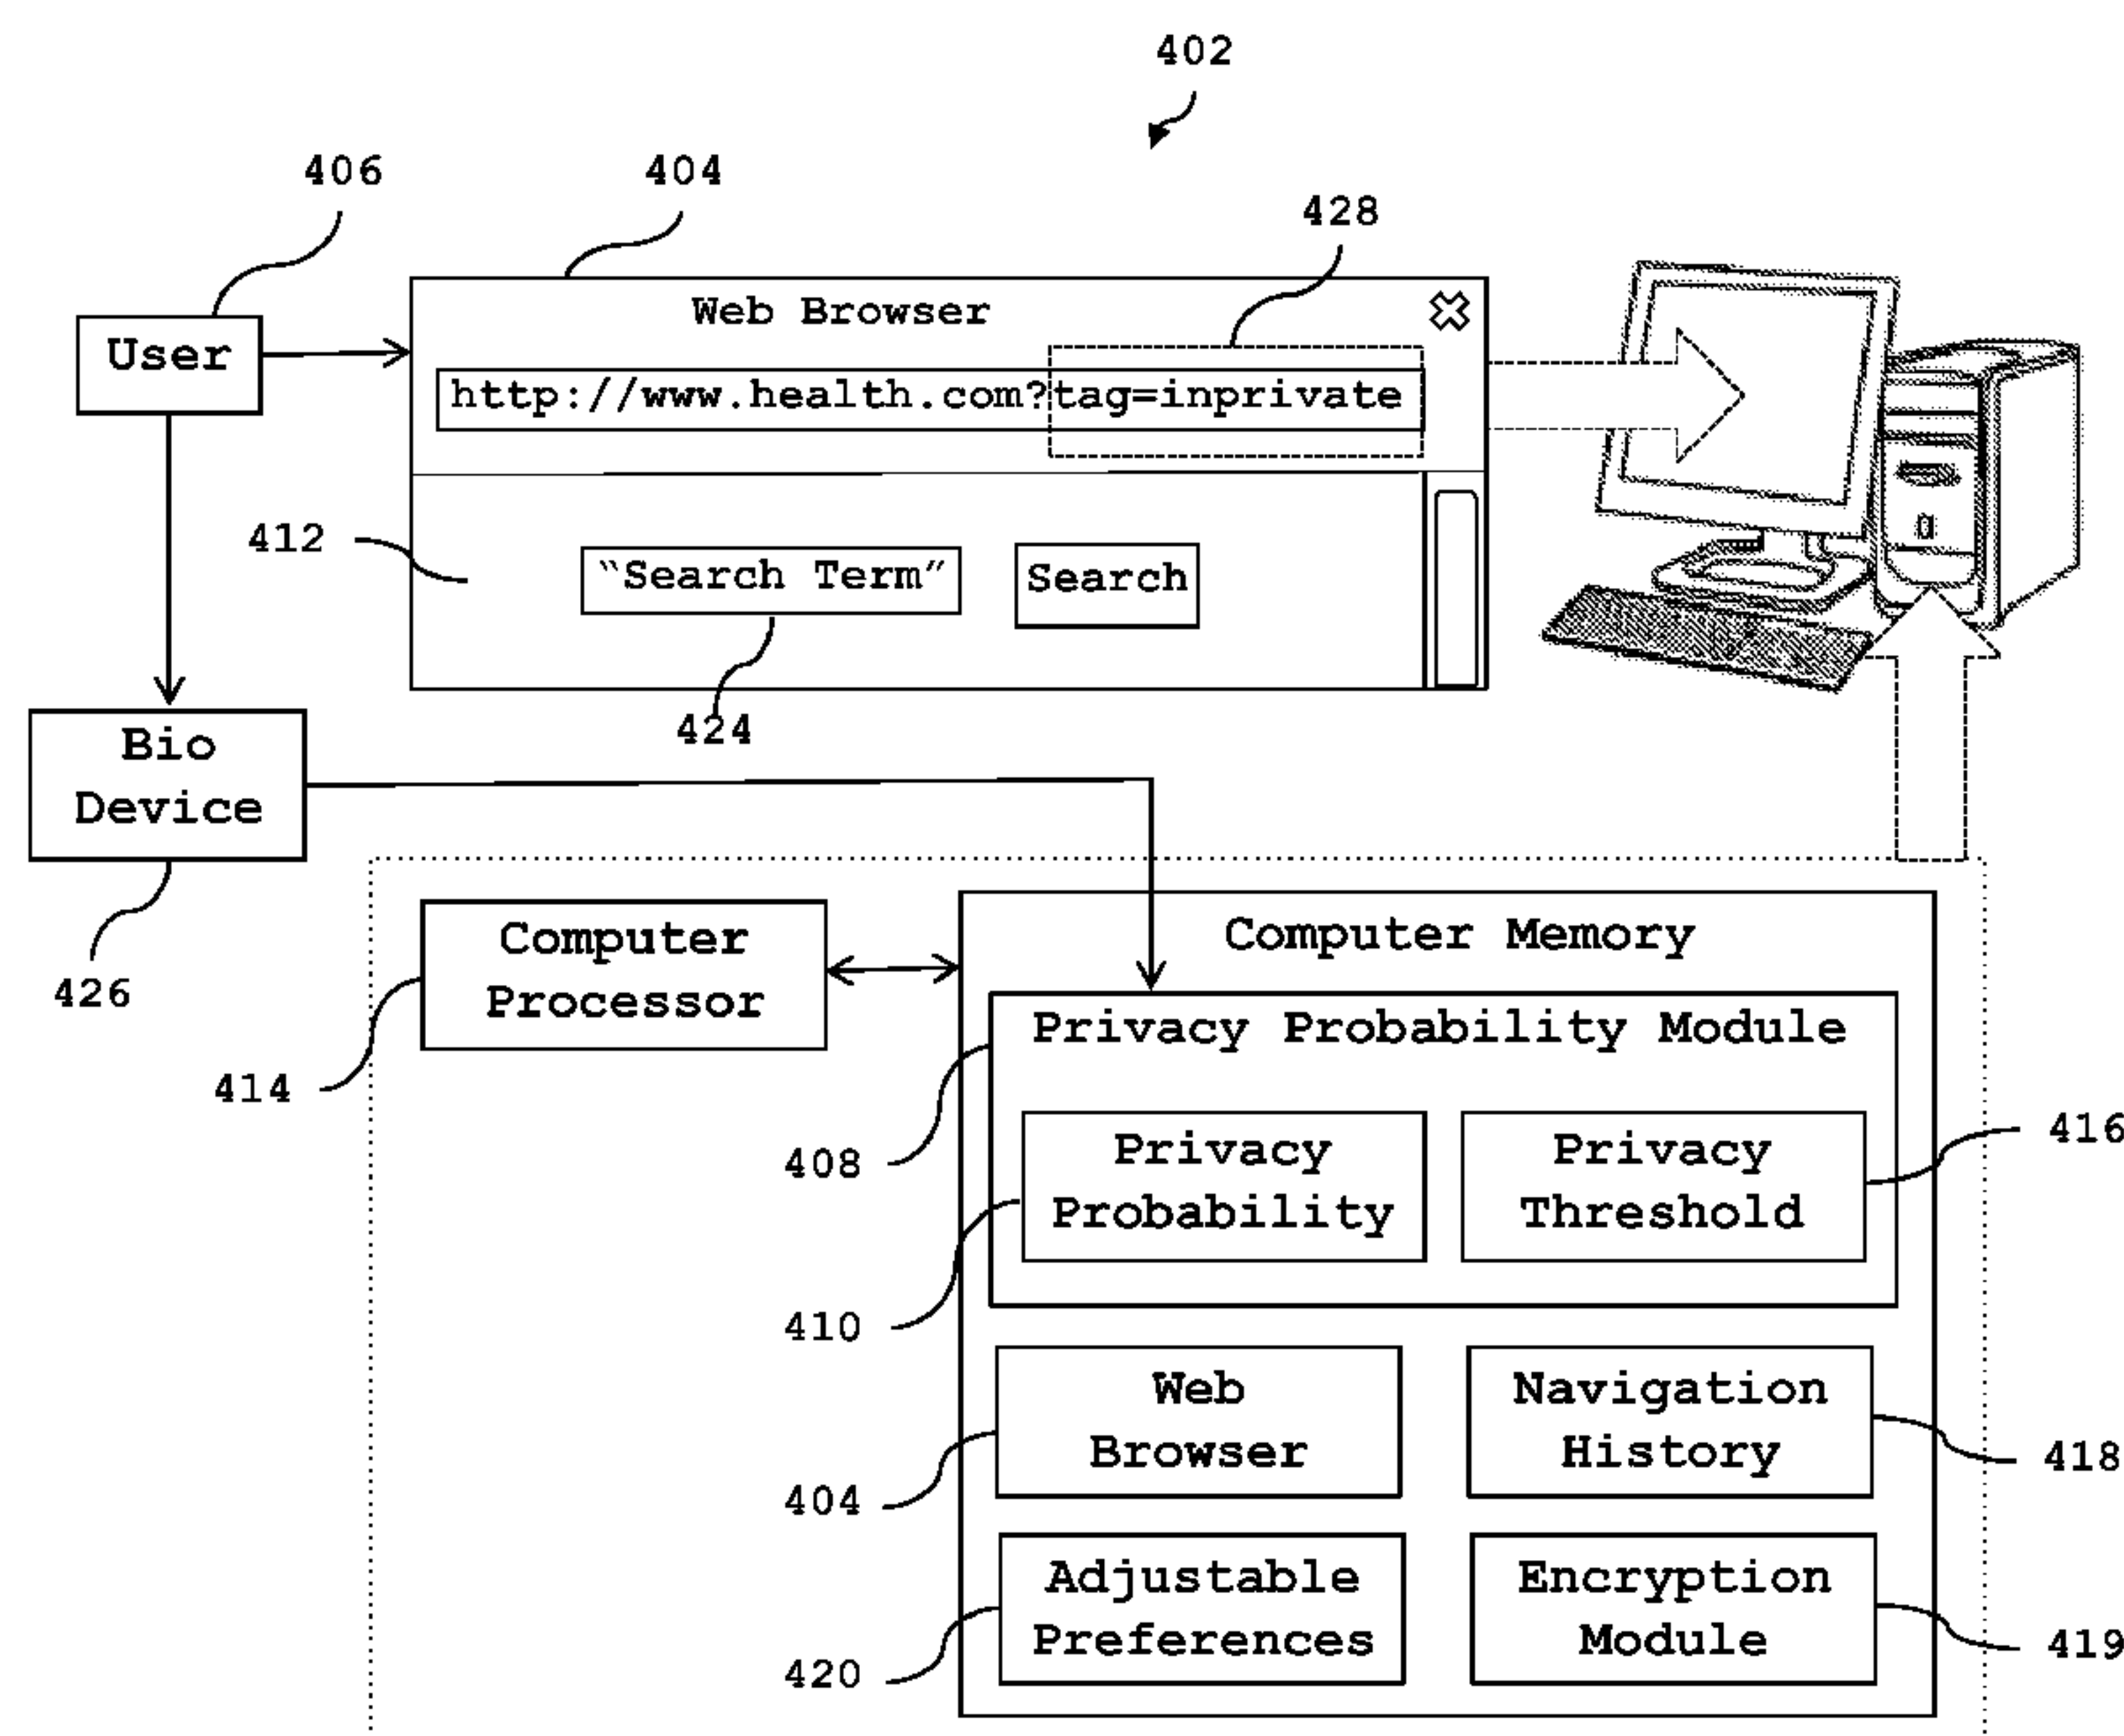 402
406
404
428
Web Browser
User
http://www.health.com?tag=inprivate
412
“Search Term”
Search
424
Bio
Device
Computer
Processor
Computer Memory
426
Privacy Probability Module
414
408
Privacy
Probability
Privacy
Threshold
416
410
Web
Browser
Navigation
History
418
404
Adjustable
Preferences
Encryption
Module
419
420